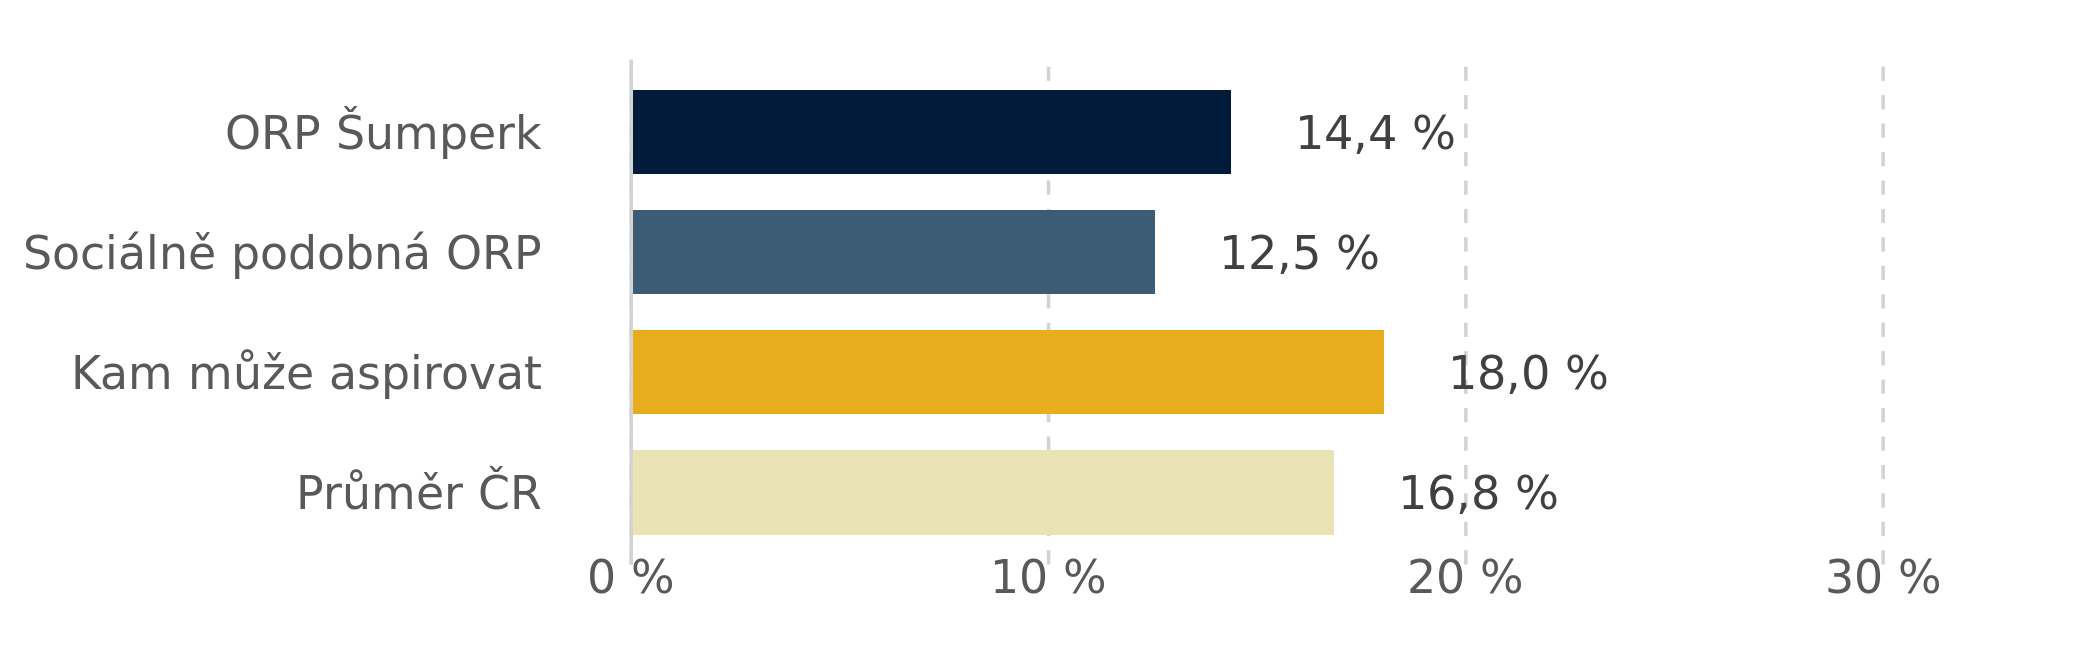 ORP Šumperk 14,4 %
Sociálně podobná ORP 12,5 %
Kam může aspirovat 18,0 %
Průměr ČR 16,8 %
0 % 10 % 20 % 30 %